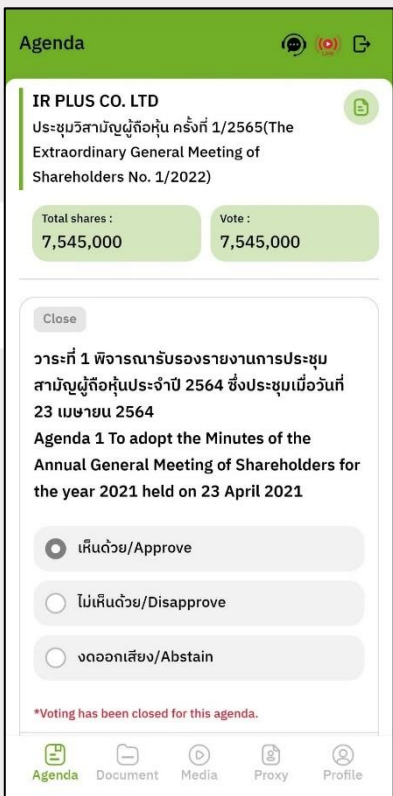 Agenda
LIVE
IR PLUS CO. LTD
ประชุมวิสามัญผู้ถือหุ้น ครั้งที่ 1/2565(The
Extraordinary General Meeting of
Shareholders No. 1/2022)
Total shares :
7,545,000
Vote :
7,545,000
Close
วาระที่ 1 พิจารณารับรองรายงานการประชุม
สามัญผู้ถือหุ้นประจำปี 2564 ซึ่งประชุมเมื่อวันที่
23 เมษายน 2564
Agenda 1 To adopt the Minutes of the
Annual General Meeting of Shareholders for
the year 2021 held on 23 April 2021
เห็นด้วย/Approve
ไม่เห็นด้วย/Disapprove
งดออกเสียง/Abstain
*Voting has been closed for this agenda.
Agenda Document Media Proxy Profile